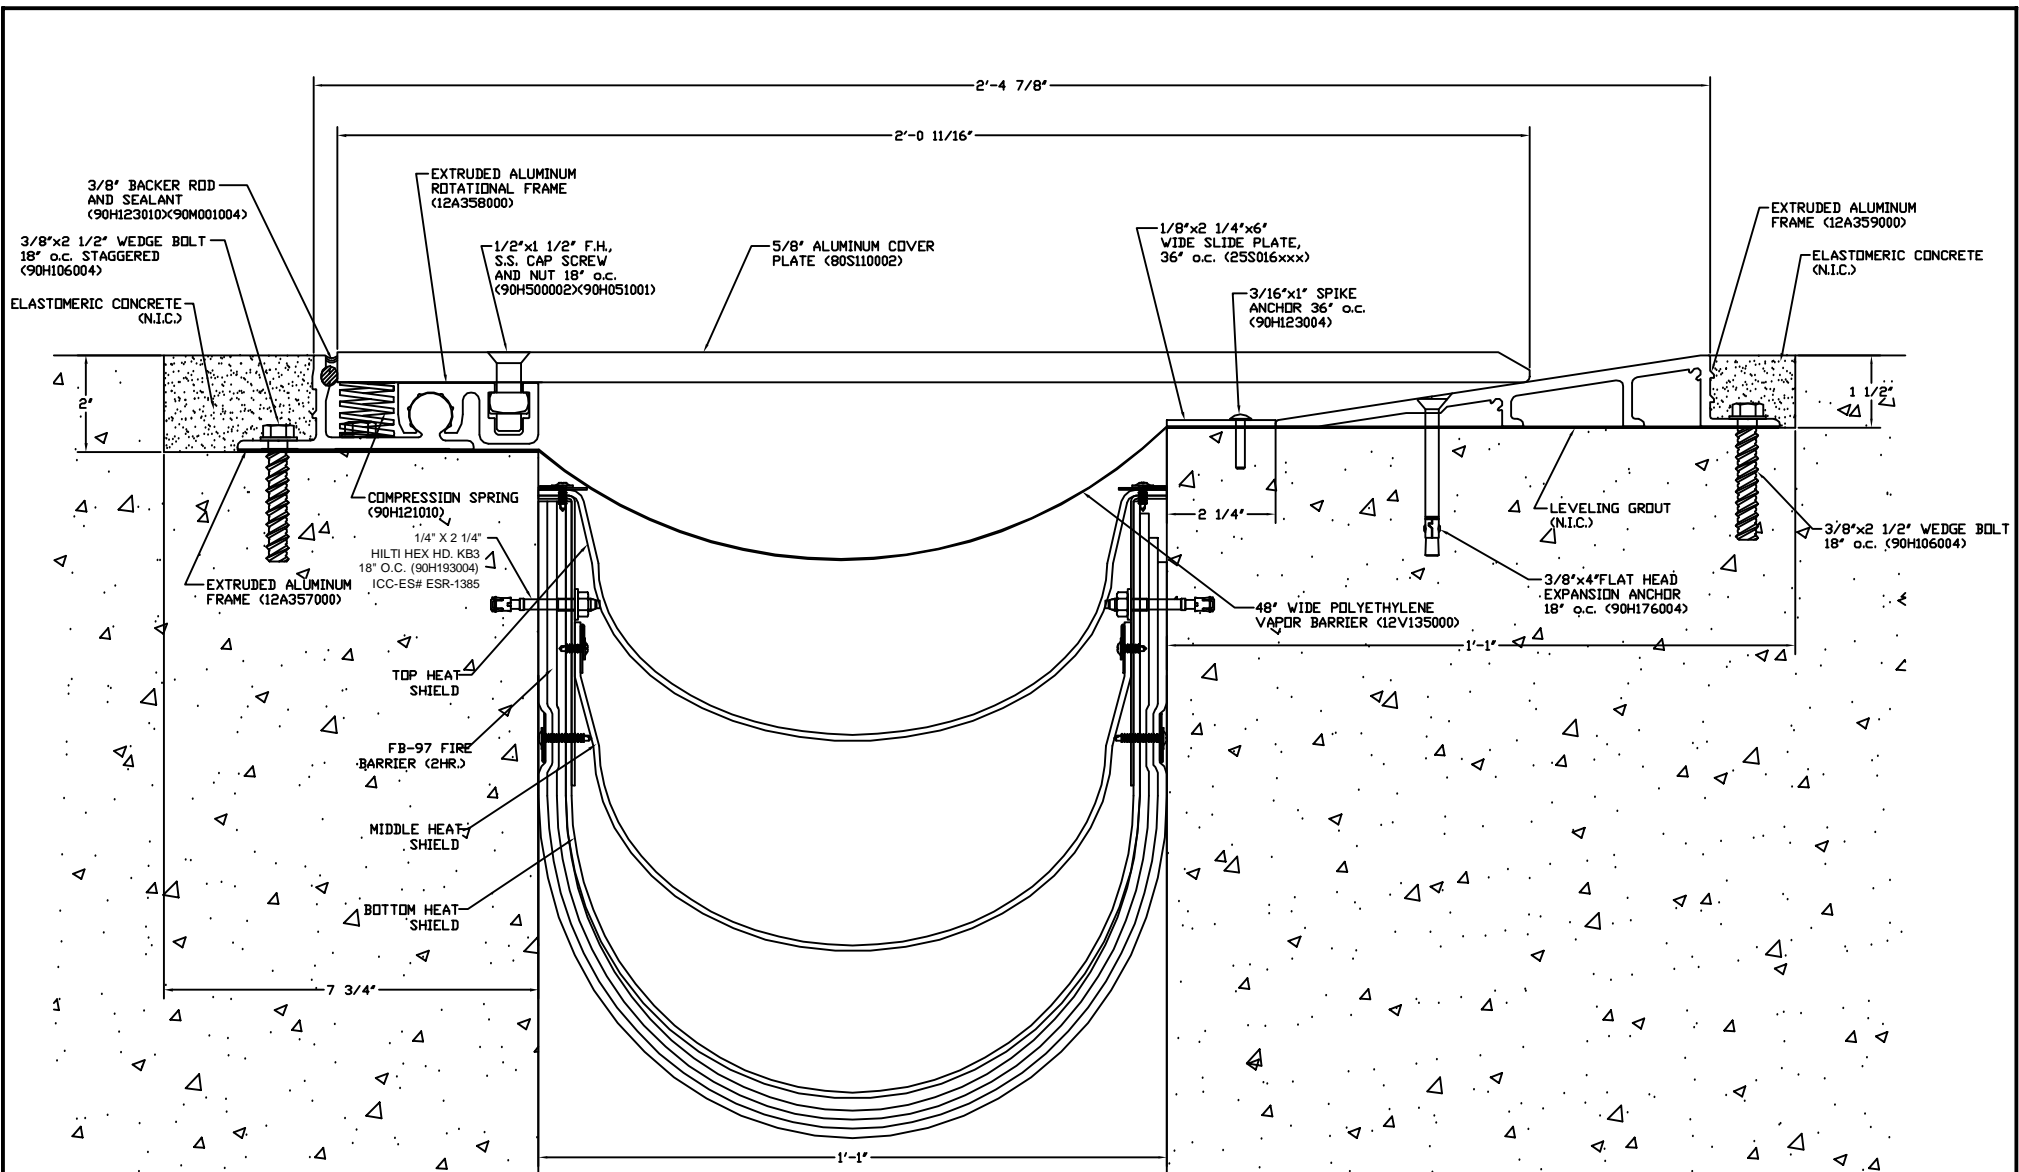 2'-4 7/8"
2'-0 11/16"
3/8" BACKER ROD
AND SEALANT
(90H123010)(90M001004)
3/8"x2 1/2" WEDGE BOLT
18" o.c. STAGGERED
(90H106004)
ELASTOMERIC CONCRETE
(N.I.C.)
EXTRUDED ALUMINUM
ROTATIONAL FRAME
(12A358000)
1/2"x1 1/2" F.H.,
S.S. CAP SCREW
AND NUT 18" o.c.
(90H500002)(90H051001)
5/8" ALUMINUM COVER
PLATE (80S110002)
1/8"x2 1/4"x6"
WIDE SLIDE PLATE,
36" o.c. (25S016xxx)
3/16"x1" SPIKE
ANCHOR 36" o.c.
(90H123004)
EXTRUDED ALUMINUM
FRAME (12A359000)
ELASTOMERIC CONCRETE
(N.I.C.)
2"
1 1/2"
COMPRESSION SPRING
(90H121010)
1/4" X 2 1/4"
HILTI HEX HD. KB3
18" O.C. (90H193004)
ICC-ES# ESR-1385
EXTRUDED ALUMINUM
FRAME (12A357000)
2 1/4"
LEVELING GROUT
(N.I.C.)
3/8"x2 1/2" WEDGE BOLT
18" o.c. (90H106004)
3/8"x4"FLAT HEAD
EXPANSION ANCHOR
18" o.c. (90H176004)
48" WIDE POLYETHYLENE
VAPOR BARRIER (12V135000)
1'-1"
TOP HEAT
SHIELD
FB-97 FIRE
BARRIER (2HR.)
MIDDLE HEAT
SHIELD
BOTTOM HEAT
SHIELD
7 3/4"
1'-1"